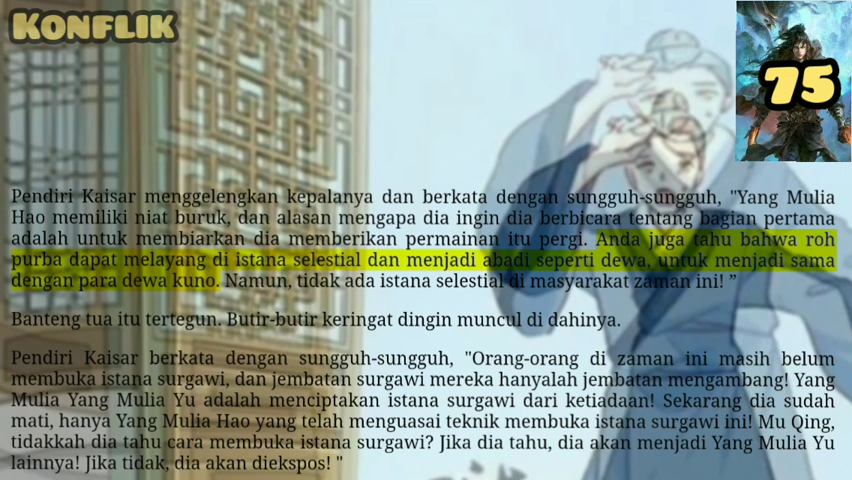 KONFLIK
75
Pendiri Kaisar menggelengkan kepalanya dan berkata dengan sungguh-sungguh, "Yang Mulia
Hao memiliki niat buruk, dan alasan mengapa dia ingin dia berbicara tentang bagian pertama
adalah untuk membiarkan dia memberikan permainan itu pergi. Anda juga tahu bahwa roh
purba dapat melayang di istana selestial dan menjadi abadi seperti dewa, untuk menjadi sama
dengan para dewa kuno. Namun, tidak ada istana selestial di masyarakat zaman ini! ”
Banteng tua itu tertegun. Butir-butir keringat dingin muncul di dahinya.
Pendiri Kaisar berkata dengan sungguh-sungguh, "Orang-orang di zaman ini masih belum
membuka istana surgawi, dan jembatan surgawi mereka hanyalah jembatan mengambang! Yang
Mulia Yang Mulia Yu adalah menciptakan istana surgawi dari ketiadaan! Sekarang dia sudah
mati, hanya Yang Mulia Hao yang telah menguasai teknik membuka istana surgawi ini! Mu Qing,
tidakkah dia tahu cara membuka istana surgawi? Jika dia tahu, dia akan menjadi Yang Mulia Yu
lainnya! Jika tidak, dia akan diekspos! "